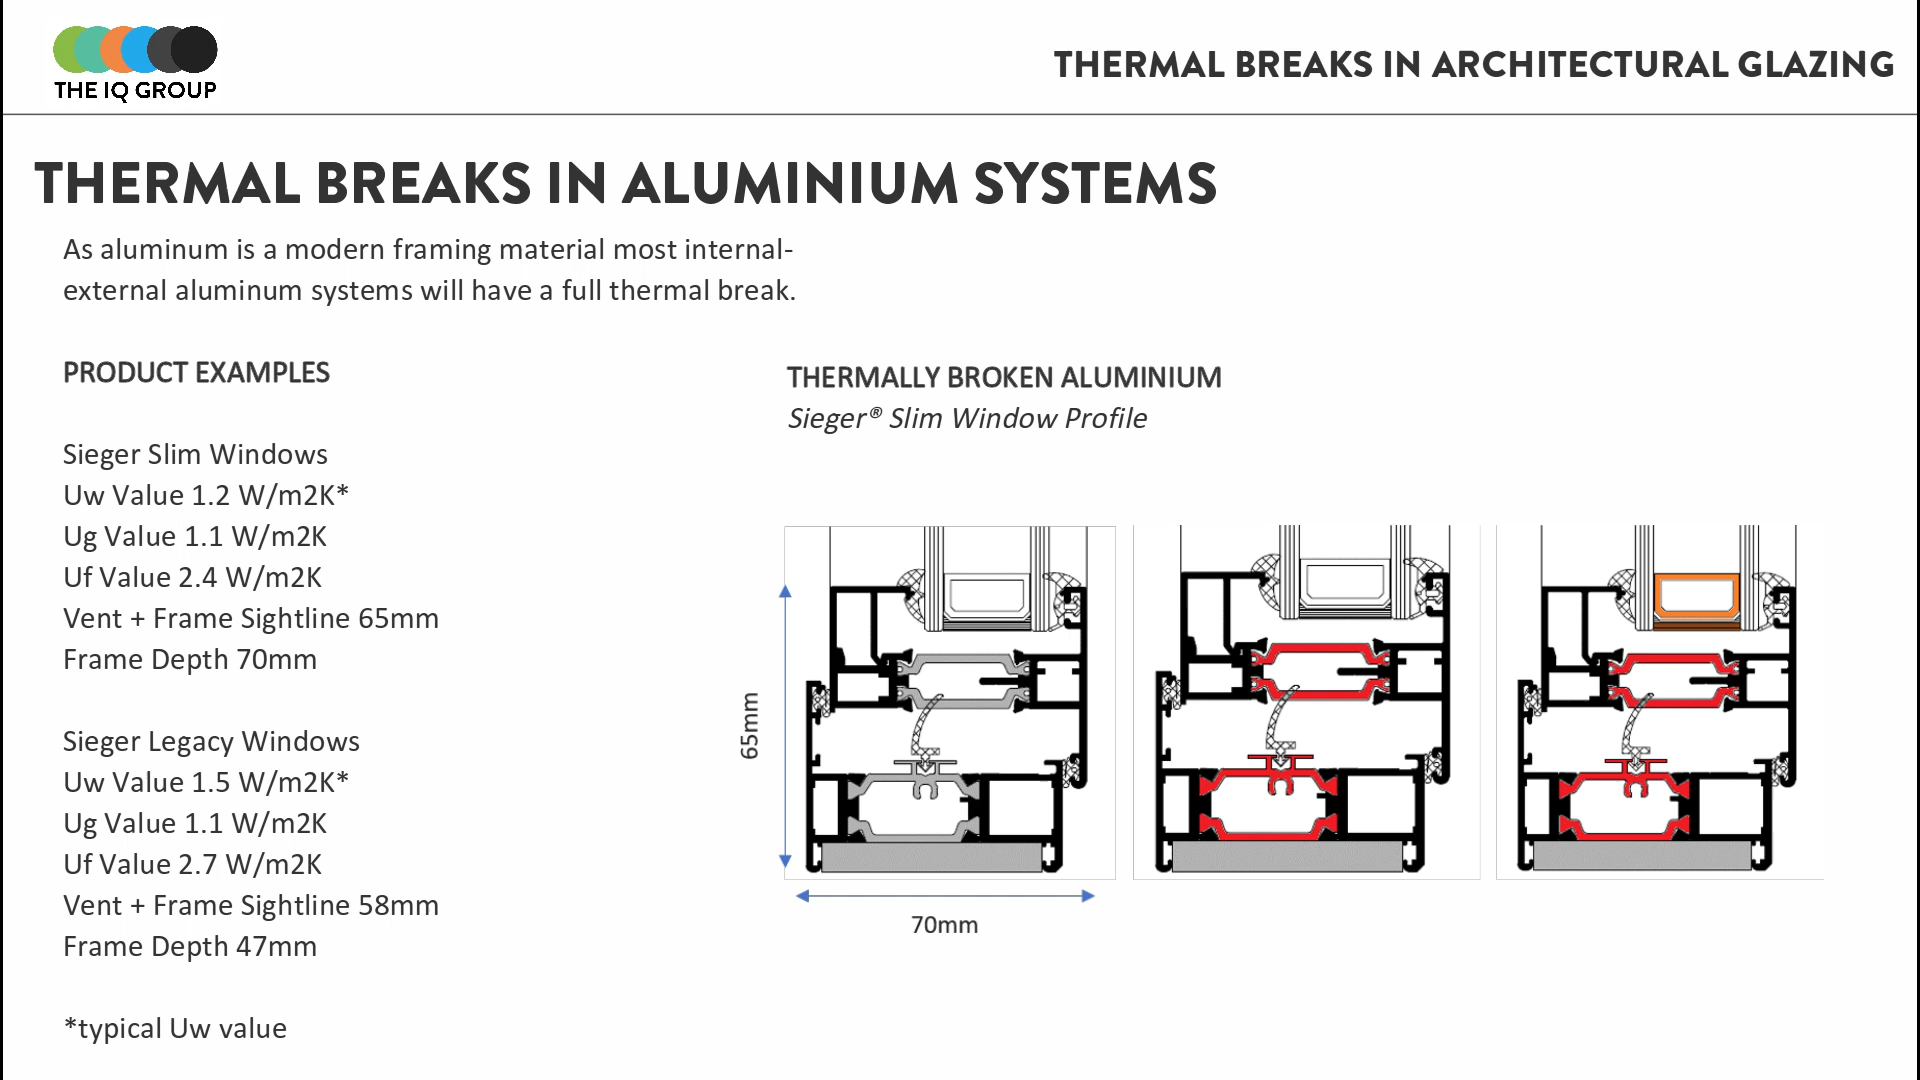 THE IQ GROUP
THERMAL BREAKS IN ARCHITECTURAL GLAZING
THERMAL BREAKS IN ALUMINIUM SYSTEMS
As aluminum is a modern framing material most internal-
external aluminum systems will have a full thermal break.
PRODUCT EXAMPLES
Sieger Slim Windows
Uw Value 1.2 W/m2K*
Ug Value 1.1 W/m2K
Uf Value 2.4 W/m2K
Vent + Frame Sightline 65mm
Frame Depth 70mm
Sieger Legacy Windows
Uw Value 1.5 W/m2K*
Ug Value 1.1 W/m2K
Uf Value 2.7 W/m2K
Vent + Frame Sightline 58mm
Frame Depth 47mm
*typical Uw value
THERMALLY BROKEN ALUMINIUM
Sieger® Slim Window Profile
65mm
70mm